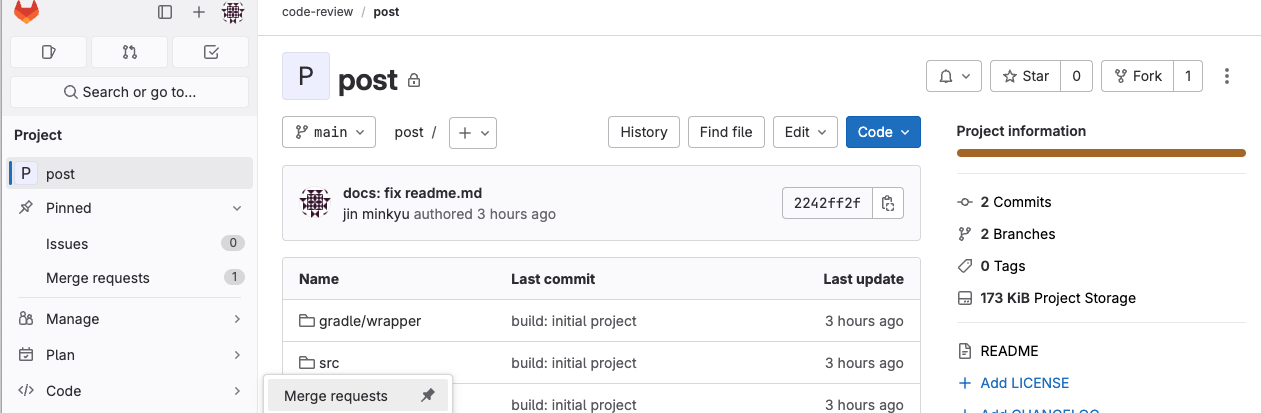 code-review / post
Search or go to...
Project
P post
Pinned
Issues 0
Merge requests 1
Manage
Plan
Code
Merge requests
P post
Star 0
Fork 1
main
post /
History
Find file
Edit
Code
docs: fix readme.md
jin minkyu authored 3 hours ago
2242ff2f
Name Last commit Last update
gradle/wrapper build: initial project 3 hours ago
src build: initial project 3 hours ago
build: initial project 3 hours ago
Project information
2 Commits
2 Branches
0 Tags
173 KiB Project Storage
README
Add LICENSE
Add CHANGELOG